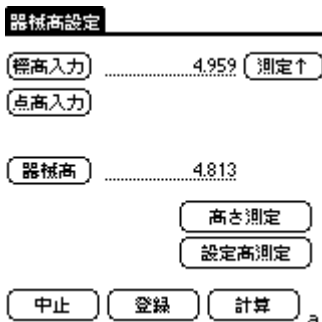 器械高設定
標高入力 4.959 測定↑
点高入力
器械高 4.813
高さ測定
設定高測定
中止 登録 計算 a